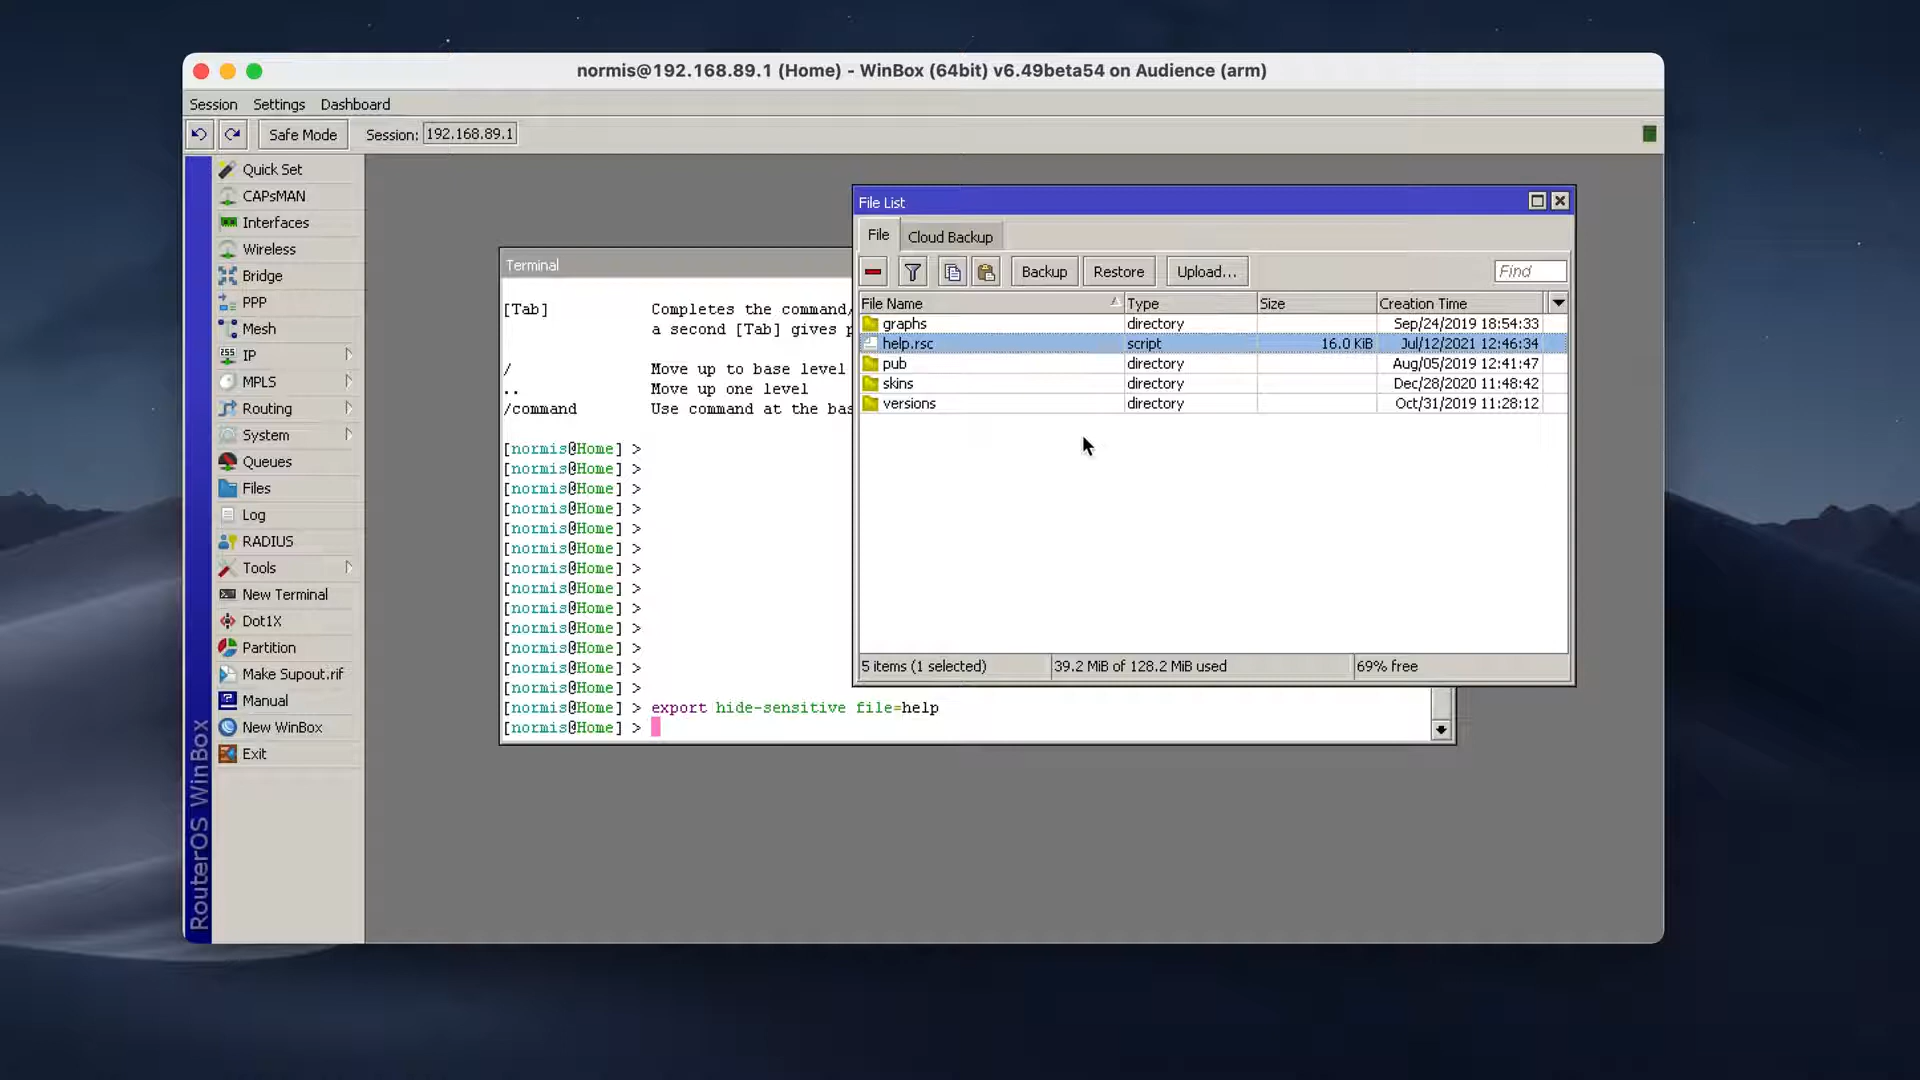 normis@192.168.89.1 (Home) - WinBox (64bit) v6.49beta54 on Audience (arm)
Session Settings Dashboard
Safe Mode Session: 192.168.89.1
RouterOS WinBox
Quick Set
CAPsMAN
Interfaces
Wireless
Bridge
PPP
Mesh
255 IP
MPLS
Routing
System
Queues
Files
Log
RADIUS
Tools
New Terminal
Dot1X
Partition
Make Supout.rif
Manual
New WinBox
Exit
Terminal
[Tab] Completes the command/
a second [Tab] gives
/ Move up to base level
.. Move up one level
/command Use command at the bas
[normis@Home] >
[normis@Home] >
[normis@Home] >
[normis@Home] >
[normis@Home] >
[normis@Home] >
[normis@Home] >
[normis@Home] >
[normis@Home] >
[normis@Home] >
[normis@Home] >
[normis@Home] >
[normis@Home] >
[normis@Home] > export hide-sensitive file=help
[normis@Home] >
File List
File Cloud Backup
Backup Restore Upload... Find
File Name Type Size Creation Time
graphs directory Sep/24/2019 18:54:33
help.rsc script 16.0 KiB Jul/12/2021 12:46:34
pub directory Aug/05/2019 12:41:47
skins directory Dec/28/2020 11:48:42
versions directory Oct/31/2019 11:28:12
5 items (1 selected) 39.2 MiB of 128.2 MiB used 69% free